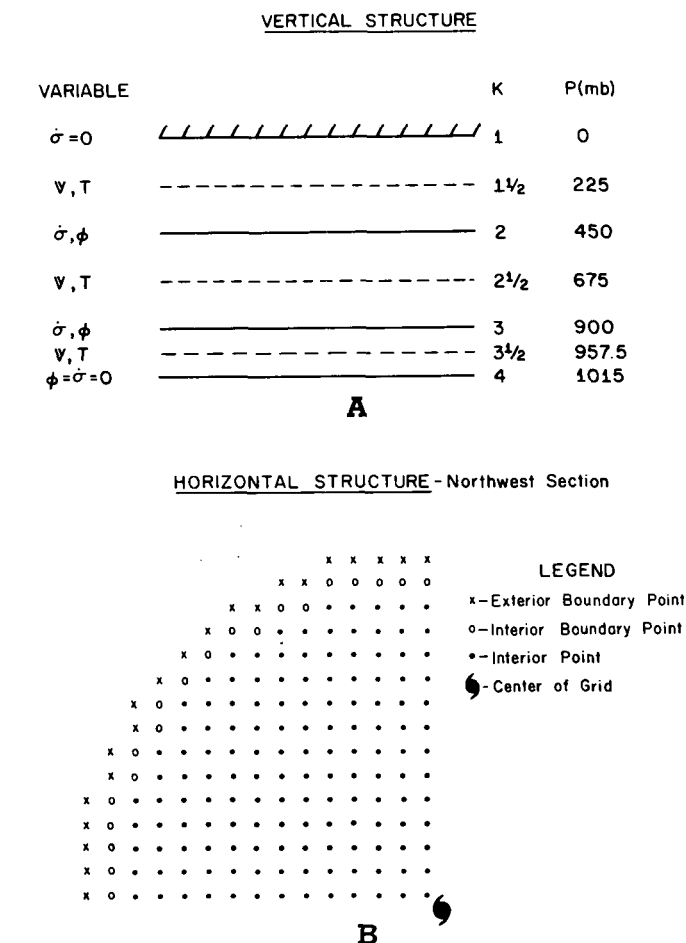 VERTICAL STRUCTURE
VARIABLE K P(mb)
σ̇=0 1 0
𝕍,T 1½ 225
σ̇,ϕ 2 450
𝕍,T 2½ 675
σ̇,ϕ 3 900
𝕍,T 3½ 957.5
ϕ=σ̇=0 4 1015
A
HORIZONTAL STRUCTURE-Northwest Section
LEGEND
x-Exterior Boundary Point
o-Interior Boundary Point
•-Interior Point
-Center of Grid
B